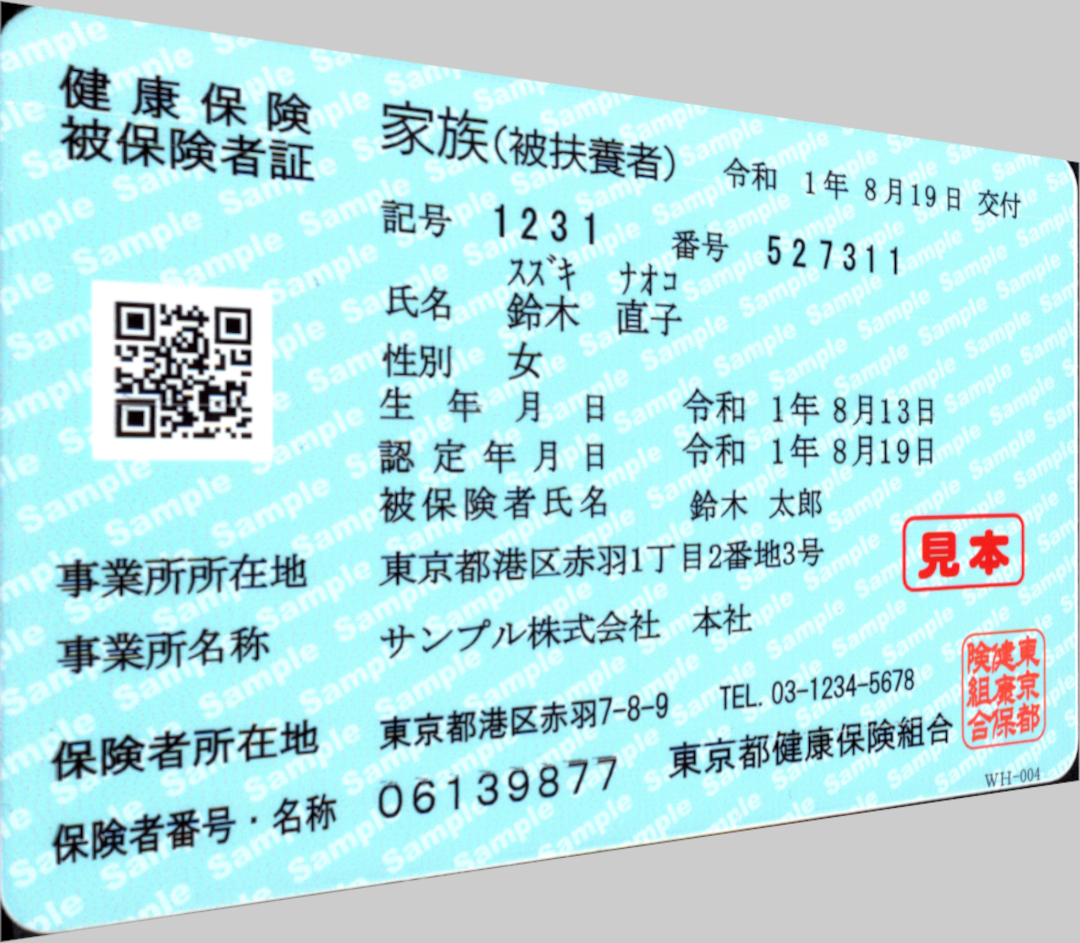 健康保険
被保険者証
家族(被扶養者) 令和 1年 8月19日 交付
記号 1231 番号 527311
ｽｽﾞｷ ﾅｵｺ
氏名 鈴木 直子
性別 女
生年月日 令和 1年 8月13日
認定年月日 令和 1年 8月19日
被保険者氏名 鈴木 太郎
事業所所在地 東京都港区赤羽1丁目2番地3号
見本
事業所名称 サンプル株式会社 本社
保険者所在地 東京都港区赤羽7-8-9 TEL. 03-1234-5678
保険者番号・名称 06139877 東京都健康保険組合
東京都
健康保
険組合
WH-004
Sample